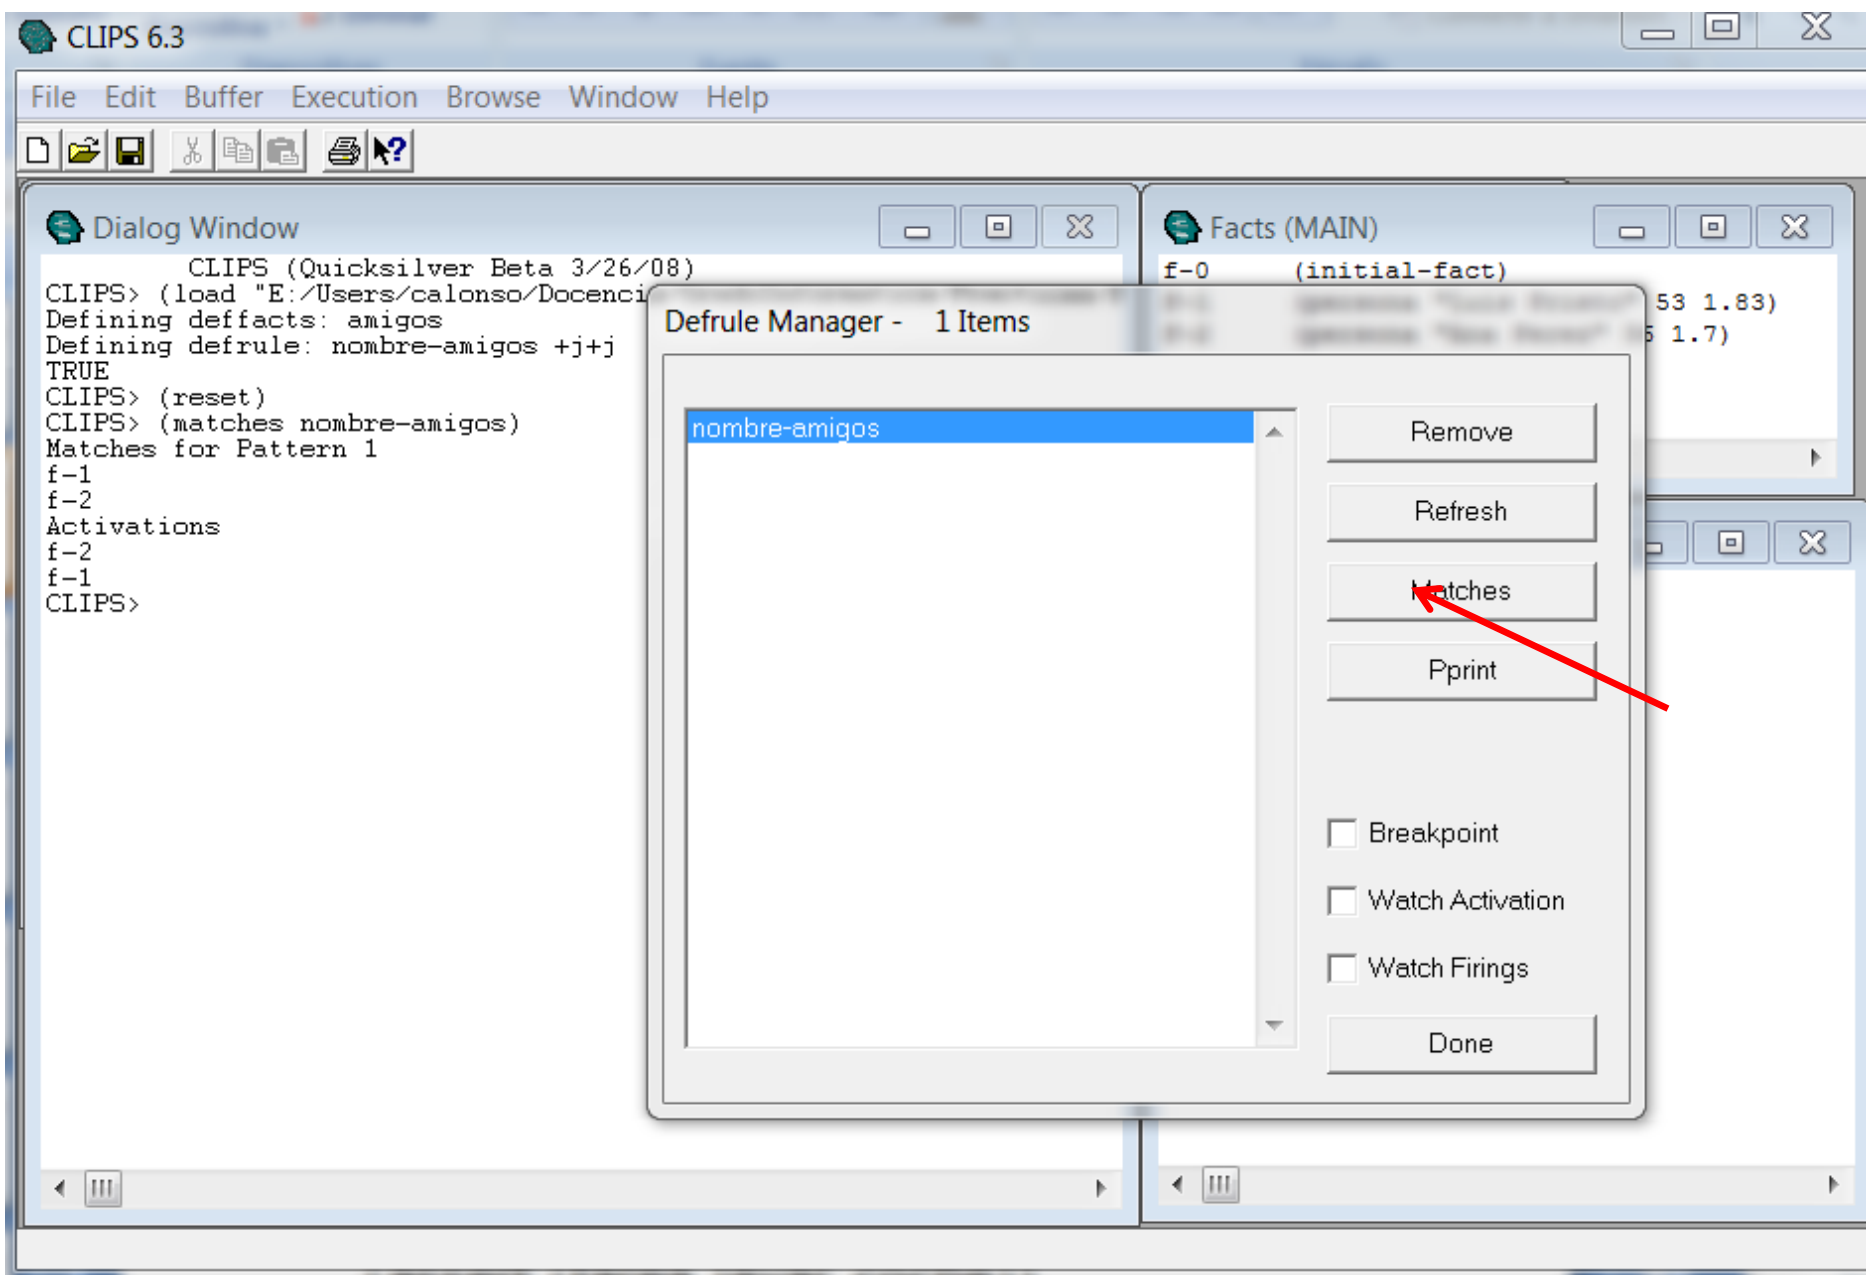 CLIPS 6.3
File Edit Buffer Execution Browse Window Help
Dialog Window
CLIPS (Quicksilver Beta 3/26/08)
CLIPS> (load "E:/Users/calonso/Docenci
Defining deffacts: amigos
Defining defrule: nombre-amigos +j+j
TRUE
CLIPS> (reset)
CLIPS> (matches nombre-amigos)
Matches for Pattern 1
f-1
f-2
Activations
f-2
f-1
CLIPS>
Facts (MAIN)
f-0 (initial-fact)
53 1.83)
1.7)
Defrule Manager - 1 Items
nombre-amigos
Remove
Refresh
Matches
Pprint
Breakpoint
Watch Activation
Watch Firings
Done